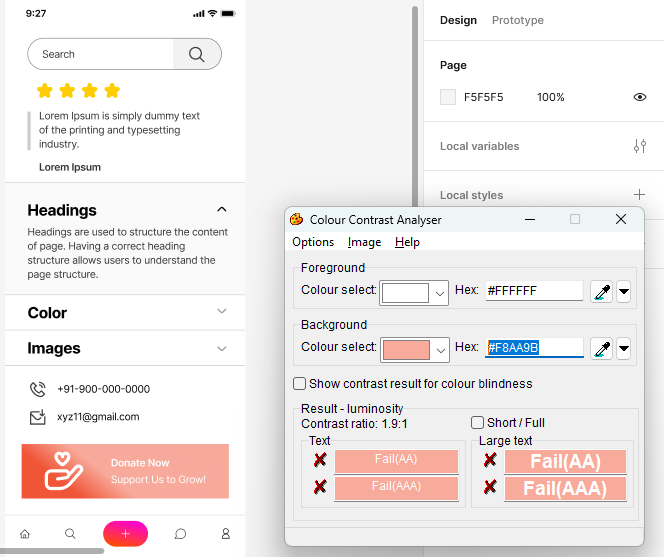 9:27
Search
Lorem Ipsum is simply dummy text
of the printing and typesetting
industry.
Lorem Ipsum
Headings
Headings are used to structure the content
of page. Having a correct heading
structure allows users to understand the
page structure.
Color
Images
+91-900-000-0000
xyz11@gmail.com
Donate Now
Support Us to Grow!
Design Prototype
Page
F5F5F5 100%
Local variables
Local styles
Colour Contrast Analyser
Options Image Help
Foreground
Colour select: Hex: #FFFFFF
Background
Colour select: Hex: #F8AA9B
Show contrast result for colour blindness
Result - luminosity
Contrast ratio: 1.9:1 Short / Full
Text Large text
Fail(AA) Fail(AA)
Fail(AAA) Fail(AAA)